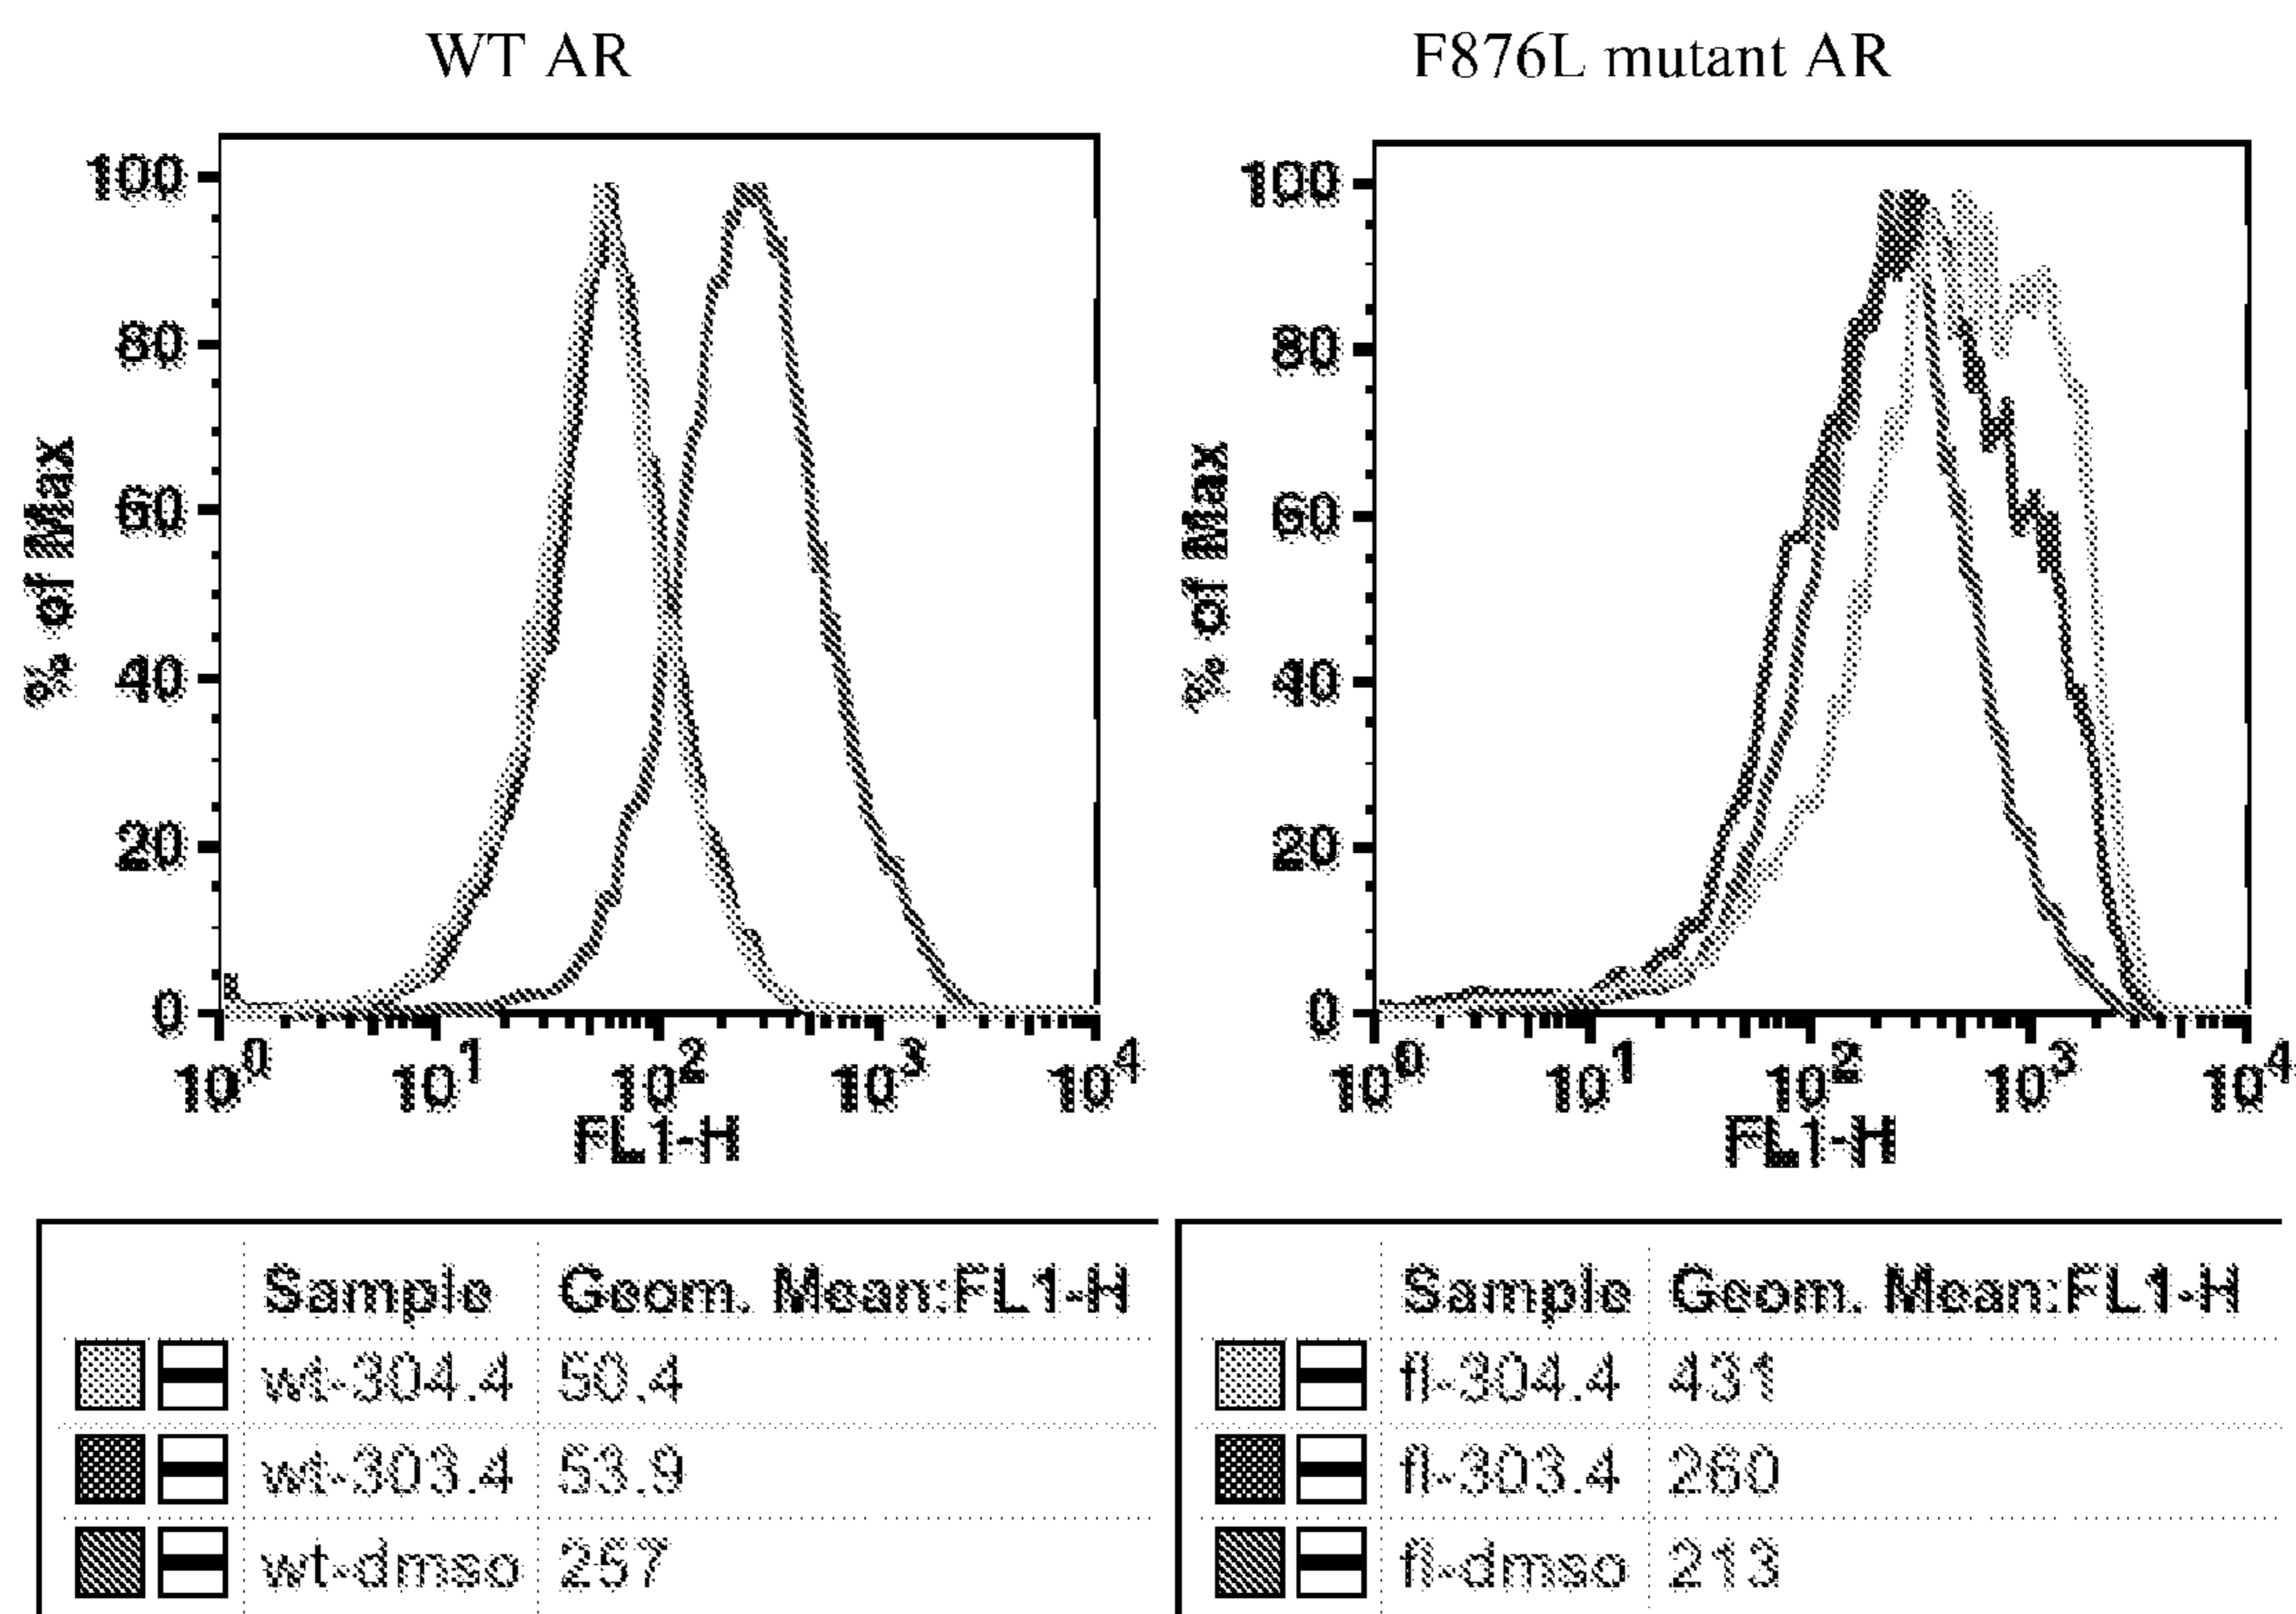 WT AR
F876L mutant AR
100
80
60
40
20
0
% of Max
10^0 10^1 10^2 10^3 10^4
FL1-H
100
80
60
40
20
0
% of Max
10^0 10^1 10^2 10^3 10^4
FL1-H
Sample Geom. Mean:FL1-H
wt-304.4 50.4
wt-303.4 53.9
wt-dmso 257
Sample Geom. Mean:FL1-H
fl-304.4 431
fl-303.4 260
fl-dmso 213